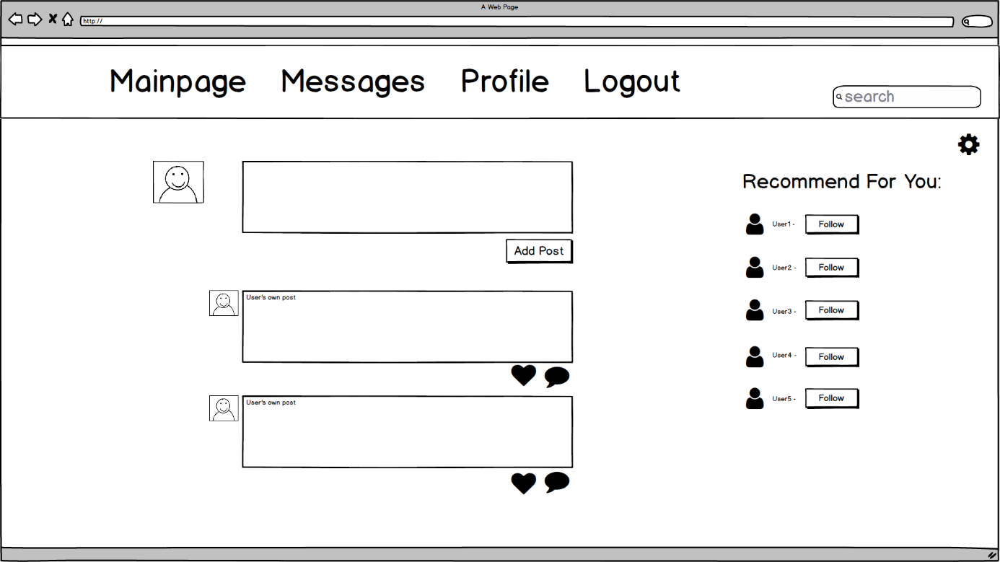 A Web Page
http://
Mainpage Messages Profile Logout
search
Recommend For You:
User1 - Follow
Add Post
User2 - Follow
User's own post
User3 - Follow
User4 - Follow
User's own post
User5 - Follow